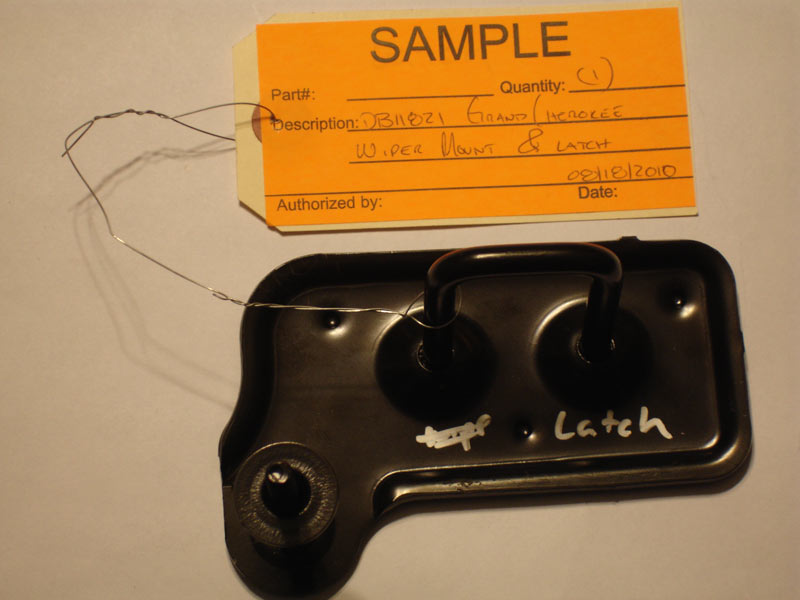 SAMPLE
Part#: Quantity: (1)
Description: DB11821 GRAND CHEROKEE
WIPER MOUNT & LATCH
08/18/2010
Authorized by: Date:
Latch